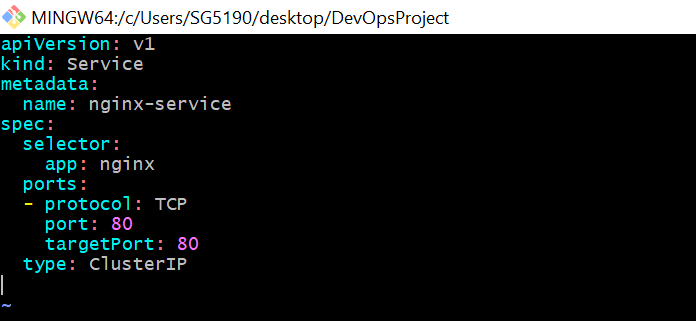 MINGW64:/c/Users/SG5190/desktop/DevOpsProject
apiVersion: v1
kind: Service
metadata:
  name: nginx-service
spec:
  selector:
    app: nginx
  ports:
  - protocol: TCP
    port: 80
    targetPort: 80
  type: ClusterIP

~